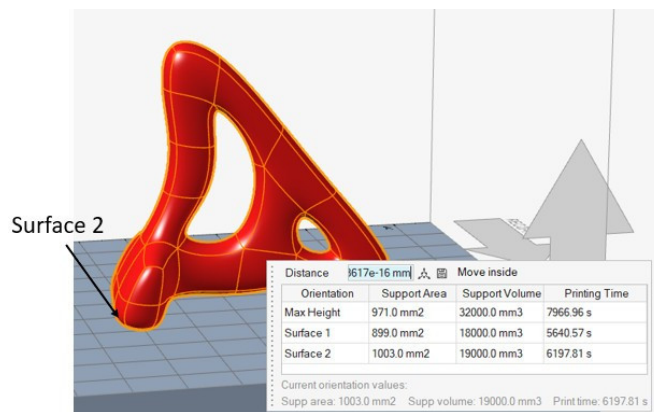 Surface 2
Distance 3617e-16 mm Move inside
Orientation Support Area Support Volume Printing Time
Max Height 971.0 mm2 32000.0 mm3 7966.96 s
Surface 1 899.0 mm2 18000.0 mm3 5640.57 s
Surface 2 1003.0 mm2 19000.0 mm3 6197.81 s
Current orientation values:
Supp area: 1003.0 mm2 Supp volume: 19000.0 mm3 Print time: 6197.81 s